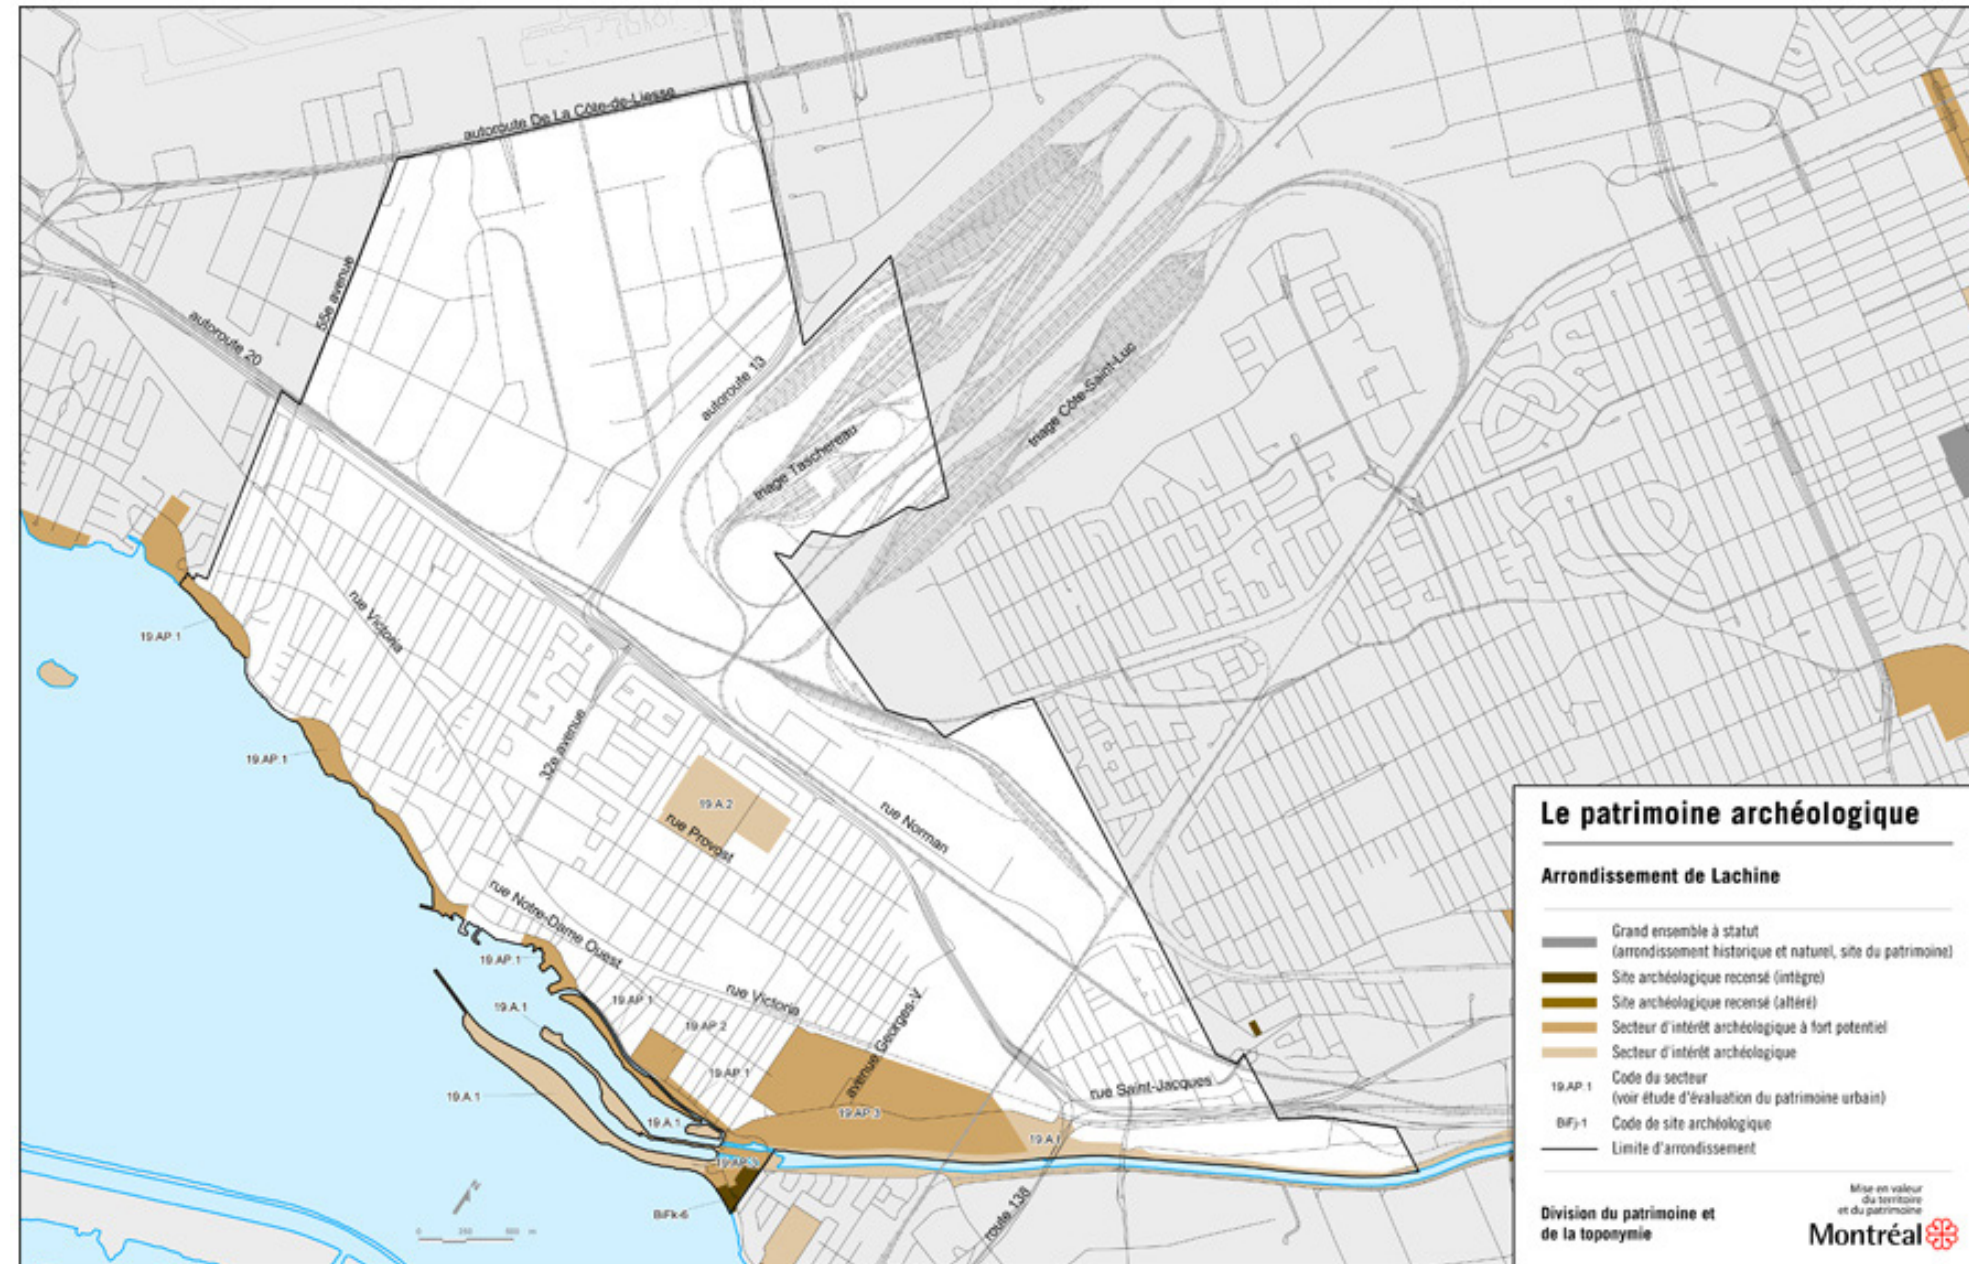 autoroute De La Côte-de-Liesse
55e avenue
autoroute 20
autoroute 13
triage Côte-Saint-Luc
triage Taschereau
rue Victoria
19.AP.1
19.AP.1
32e avenue
19.A.2
rue Provost
rue Norman
rue Notre-Dame Ouest
19.AP.1
rue Victoria
19.AP.1
19.A.1
19.AP.2
avenue Georges-V
19.AP.1
rue Saint-Jacques
19.A.1
19.AP.3
19.A.1
19.A.1
BiFk-6
route 138
N
0 250 500 m
Le patrimoine archéologique
Arrondissement de Lachine
Grand ensemble à statut
(arrondissement historique et naturel, site du patrimoine)
Site archéologique recensé (intègre)
Site archéologique recensé (altéré)
Secteur d'intérêt archéologique à fort potentiel
Secteur d'intérêt archéologique
19.AP.1 Code du secteur
(voir étude d'évaluation du patrimoine urbain)
BiFj-1 Code de site archéologique
Limite d'arrondissement
Division du patrimoine et
de la toponymie
Mise en valeur
du territoire
et du patrimoine
Montréal